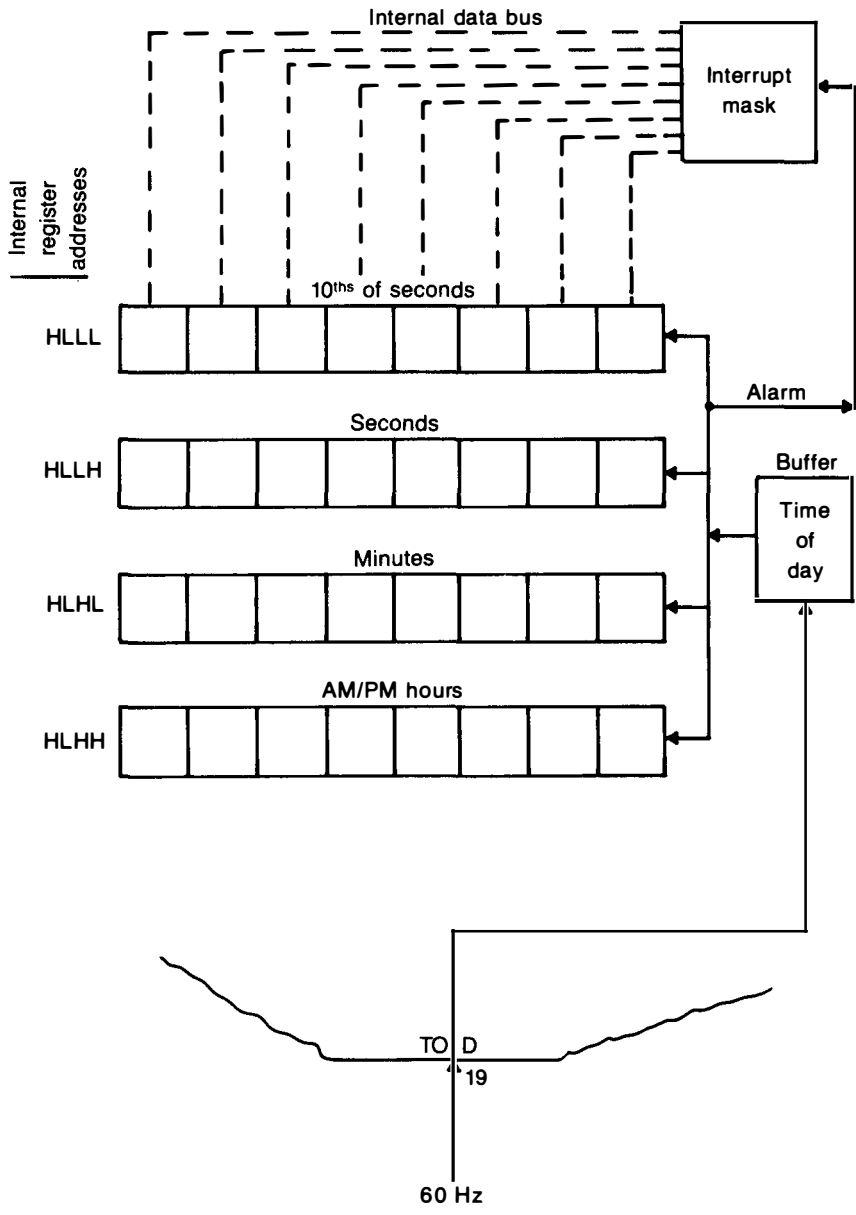 Internal data bus
Interrupt
mask
Internal
register
addresses
10ths of seconds
HLLL
Alarm
Seconds
HLLH
Buffer
Time
of
day
Minutes
HLHL
AM/PM hours
HLHH
TOD
19
60 Hz